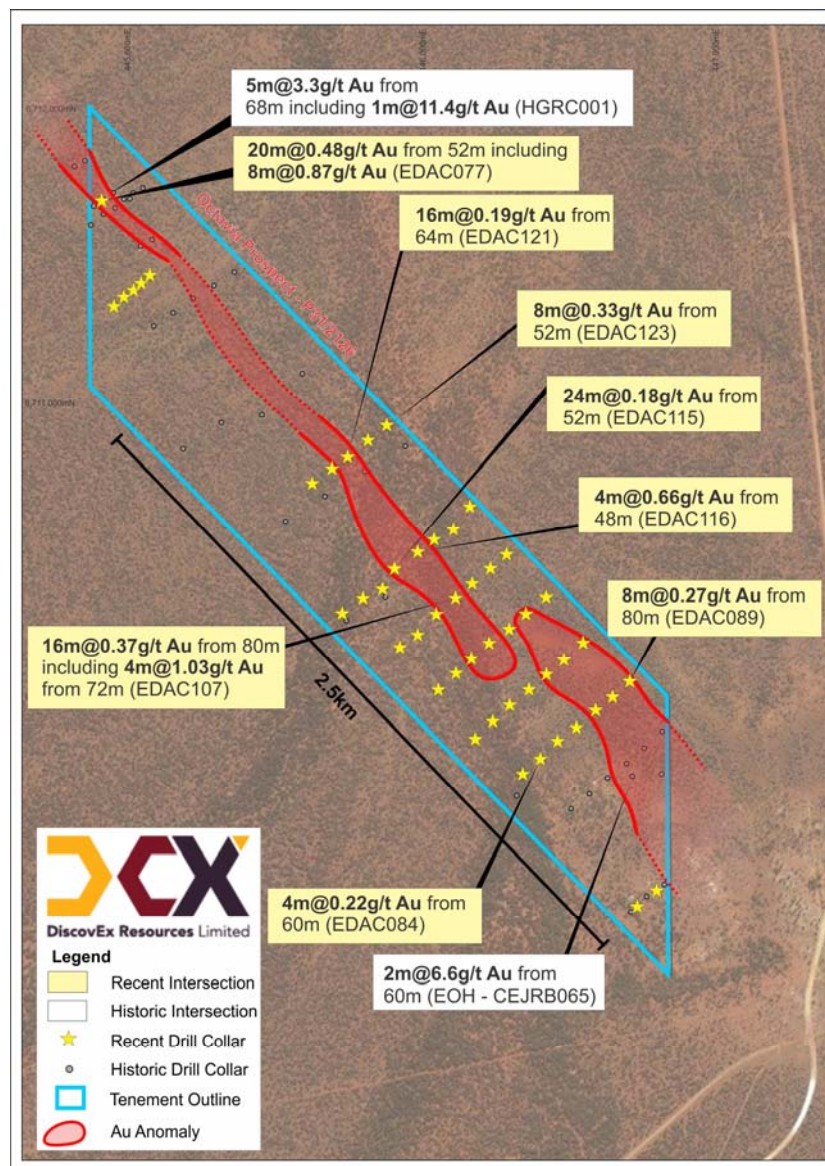 5m@3.3g/t Au from
68m including 1m@11.4g/t Au (HGRC001)
20m@0.48g/t Au from 52m including
8m@0.87g/t Au (EDAC077)
16m@0.19g/t Au from
64m (EDAC121)
8m@0.33g/t Au from
52m (EDAC123)
24m@0.18g/t Au from
52m (EDAC115)
4m@0.66g/t Au from
48m (EDAC116)
8m@0.27g/t Au from
80m (EDAC089)
16m@0.37g/t Au from 80m
including 4m@1.03g/t Au
from 72m (EDAC107)
2.5km
4m@0.22g/t Au from
60m (EDAC084)
2m@6.6g/t Au from
60m (EOH - CEJRB065)
DCX
DiscovEx Resources Limited
Legend
Recent Intersection
Historic Intersection
Recent Drill Collar
Historic Drill Collar
Tenement Outline
Au Anomaly